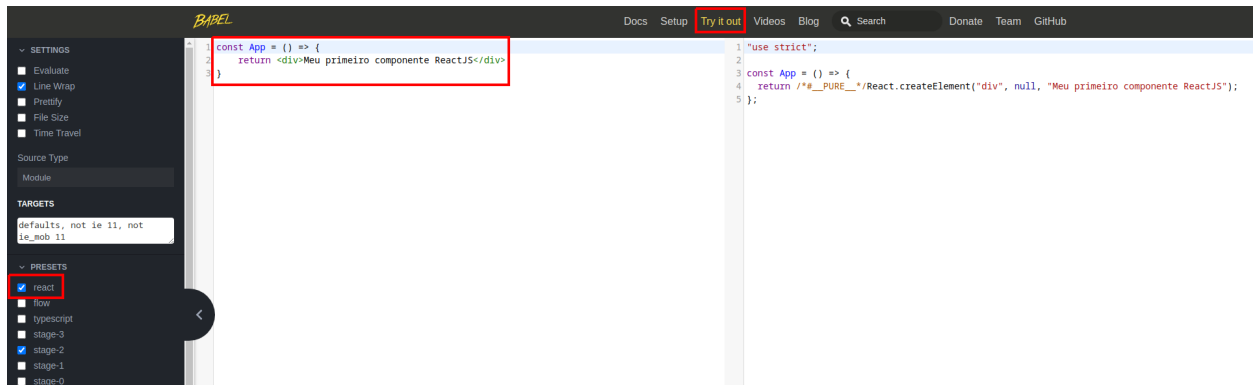 BABEL
Docs Setup Try it out Videos Blog Search Donate Team GitHub
SETTINGS
Evaluate
Line Wrap
Prettify
File Size
Time Travel
Source Type
Module
TARGETS
defaults, not ie 11, not
ie_mob 11
PRESETS
react
flow
typescript
stage-3
stage-2
stage-1
stage-0
1 const App = () => {
2 return <div>Meu primeiro componente ReactJS</div>
3 }
1 "use strict";
2
3 const App = () => {
4 return /*#__PURE__*/React.createElement("div", null, "Meu primeiro componente ReactJS");
5 };